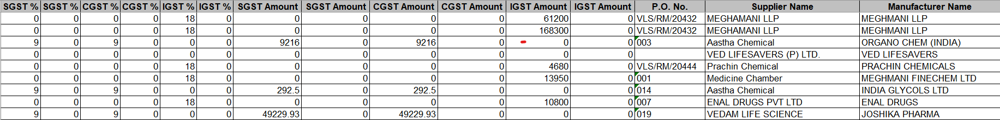 SGST % SGST % CGST % CGST % IGST % IGST % SGST Amount SGST Amount CGST Amount CGST Amount IGST Amount IGST Amount P.O. No. Supplier Name Manufacturer Name
0 0 0 0 18 0 0 0 0 0 61200 0 VLS/RM/20432 MEGHAMANI LLP MEGHMANI LLP
0 0 0 0 18 0 0 0 0 0 168300 0 VLS/RM/20432 MEGHAMANI LLP MEGHMANI LLP
9 0 9 0 0 0 9216 0 9216 0 0 0 003 Aastha Chemical ORGANO CHEM (INDIA)
0 0 0 0 0 0 0 0 0 0 0 0 VED LIFESAVERS (P) LTD. VED LIFESAVERS
0 0 0 0 18 0 0 0 0 0 4680 0 VLS/RM/20444 Prachin Chemical PRACHIN CHEMICALS
0 0 0 0 18 0 0 0 0 0 13950 0 001 Medicine Chamber MEGHMANI FINECHEM LTD
9 0 9 0 0 0 292.5 0 292.5 0 0 0 014 Aastha Chemical INDIA GLYCOLS LTD
0 0 0 0 18 0 0 0 0 0 10800 0 007 ENAL DRUGS PVT LTD ENAL DRUGS
9 0 9 0 0 0 49229.93 0 49229.93 0 0 0 019 VEDAM LIFE SCIENCE JOSHIKA PHARMA